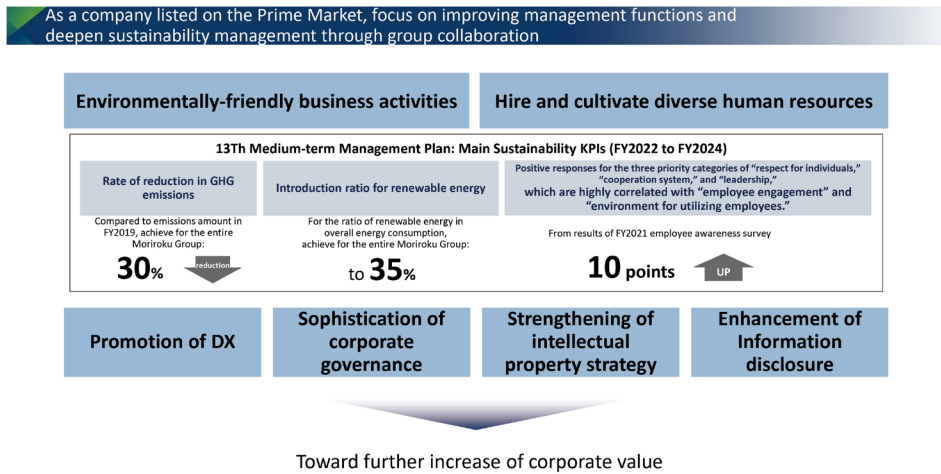 As a company listed on the Prime Market, focus on improving management functions and
deepen sustainability management through group collaboration
Environmentally-friendly business activities
Hire and cultivate diverse human resources
13Th Medium-term Management Plan: Main Sustainability KPIs (FY2022 to FY2024)
Rate of reduction in GHG
emissions
Compared to emissions amount in
FY2019, achieve for the entire
Moriroku Group:
30%
reduction
Introduction ratio for renewable energy
For the ratio of renewable energy in
overall energy consumption,
achieve for the entire Moriroku Group:
to 35%
Positive responses for the three priority categories of “respect for individuals,”
“cooperation system,” and “leadership,”
which are highly correlated with “employee engagement” and
“environment for utilizing employees.”
From results of FY2021 employee awareness survey
10 points
UP
Promotion of DX
Sophistication of
corporate
governance
Strengthening of
intellectual
property strategy
Enhancement of
Information
disclosure
Toward further increase of corporate value